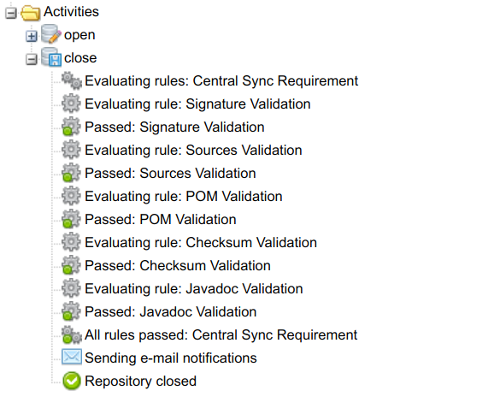 Activities
open
close
Evaluating rules: Central Sync Requirement
Evaluating rule: Signature Validation
Passed: Signature Validation
Evaluating rule: Sources Validation
Passed: Sources Validation
Evaluating rule: POM Validation
Passed: POM Validation
Evaluating rule: Checksum Validation
Passed: Checksum Validation
Evaluating rule: Javadoc Validation
Passed: Javadoc Validation
All rules passed: Central Sync Requirement
Sending e-mail notifications
Repository closed